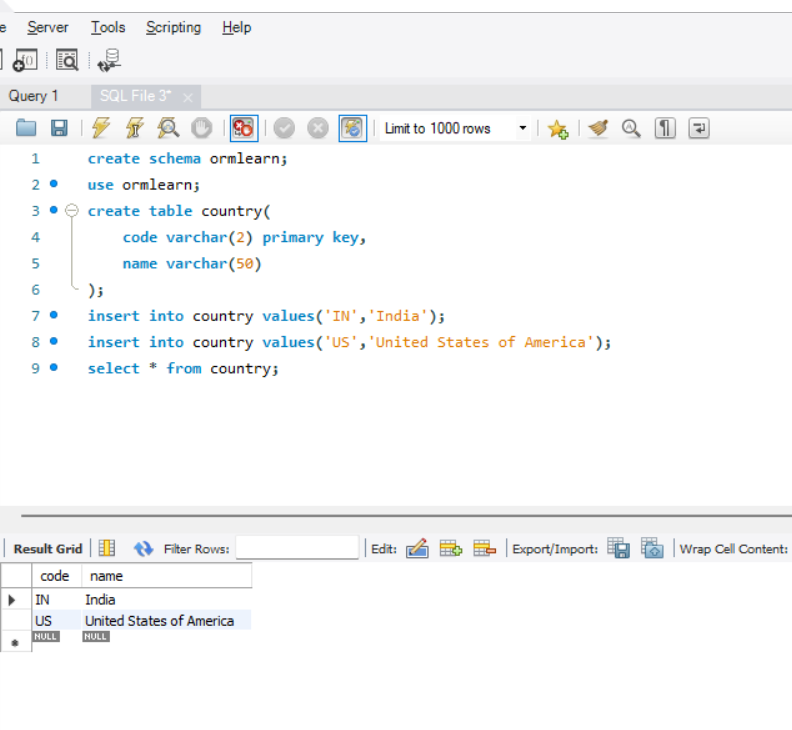 e Server Tools Scripting Help
Query 1 SQL File 3*
Limit to 1000 rows
1 create schema ormlearn;
2 use ormlearn;
3 create table country(
4 code varchar(2) primary key,
5 name varchar(50)
6 );
7 insert into country values('IN','India');
8 insert into country values('US','United States of America');
9 select * from country;
Result Grid Filter Rows: Edit: Export/Import: Wrap Cell Content:
code name
IN India
US United States of America
NULL NULL